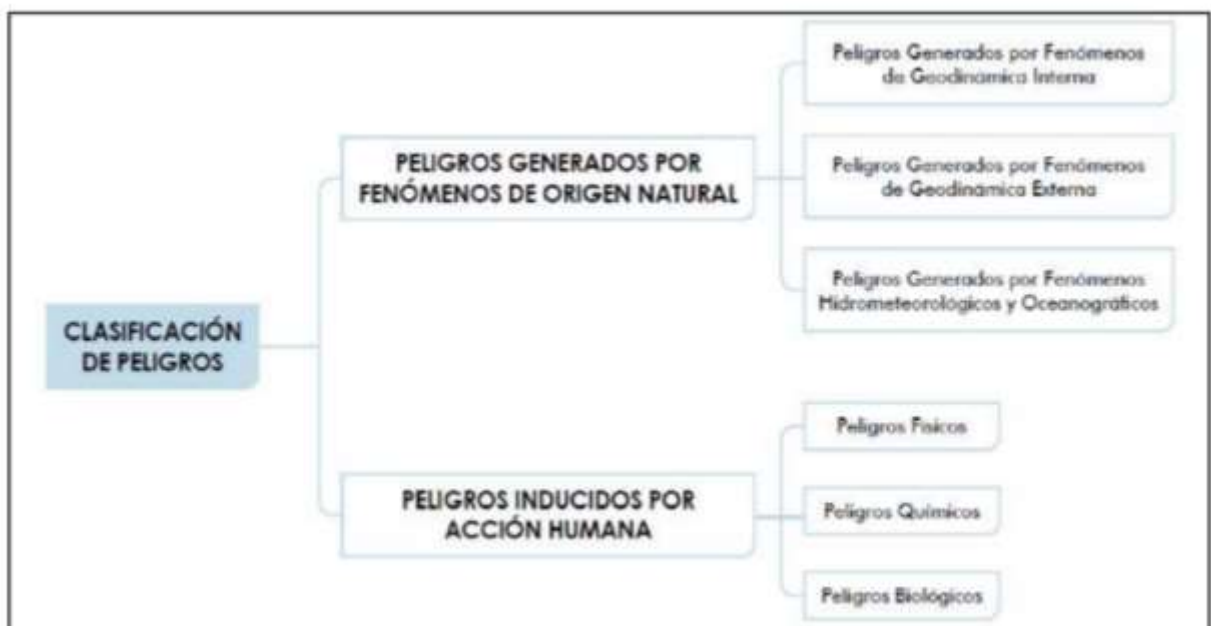 CLASIFICACIÓN
DE PELIGROS
PELIGROS GENERADOS POR
FENÓMENOS DE ORIGEN NATURAL
Peligros Generados por Fenómenos
de Geodinámica Interna
Peligros Generados por Fenómenos
de Geodinámica Externa
Peligros Generados por Fenómenos
Hidrometeorológicos y Oceanográficos
PELIGROS INDUCIDOS POR
ACCIÓN HUMANA
Peligros Físicos
Peligros Químicos
Peligros Biológicos